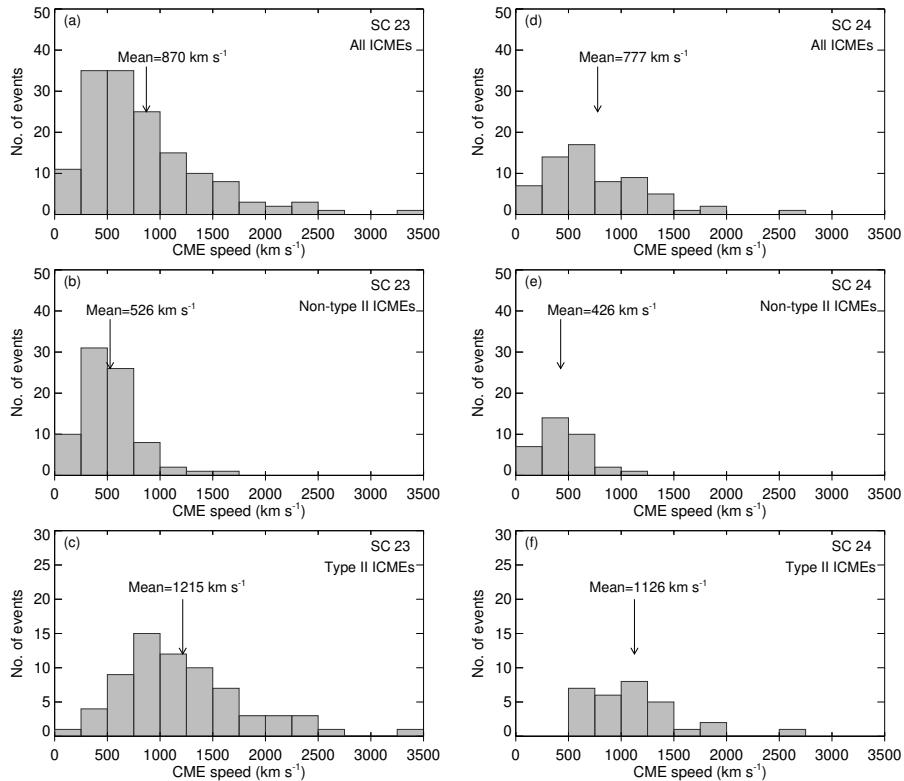 (a)
SC 23
All ICMEs
Mean=870 km s⁻¹
No. of events
50
40
30
20
10
0
0 500 1000 1500 2000 2500 3000 3500
CME speed (km s⁻¹)
(d)
SC 24
All ICMEs
Mean=777 km s⁻¹
No. of events
50
40
30
20
10
0
0 500 1000 1500 2000 2500 3000 3500
CME speed (km s⁻¹)
(b)
SC 23
Non-type II ICMEs
Mean=526 km s⁻¹
No. of events
50
40
30
20
10
0
0 500 1000 1500 2000 2500 3000 3500
CME speed (km s⁻¹)
(e)
SC 24
Non-type II ICMEs
Mean=426 km s⁻¹
No. of events
50
40
30
20
10
0
0 500 1000 1500 2000 2500 3000 3500
CME speed (km s⁻¹)
(c)
SC 23
Type II ICMEs
Mean=1215 km s⁻¹
No. of events
30
25
20
15
10
5
0
0 500 1000 1500 2000 2500 3000 3500
CME speed (km s⁻¹)
(f)
SC 24
Type II ICMEs
Mean=1126 km s⁻¹
No. of events
30
25
20
15
10
5
0
0 500 1000 1500 2000 2500 3000 3500
CME speed (km s⁻¹)